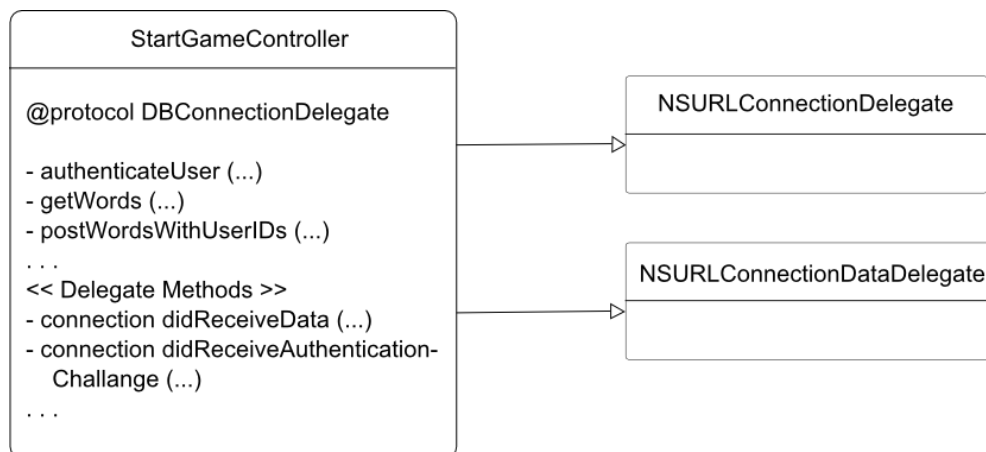 StartGameController
@protocol DBConnectionDelegate
- authenticateUser (...)
- getWords (...)
- postWordsWithUserIDs (...)
. . .
<< Delegate Methods >>
- connection didReceiveData (...)
- connection didReceiveAuthentication-
Challange (...)
. . .
NSURLConnectionDelegate
NSURLConnectionDataDelegate